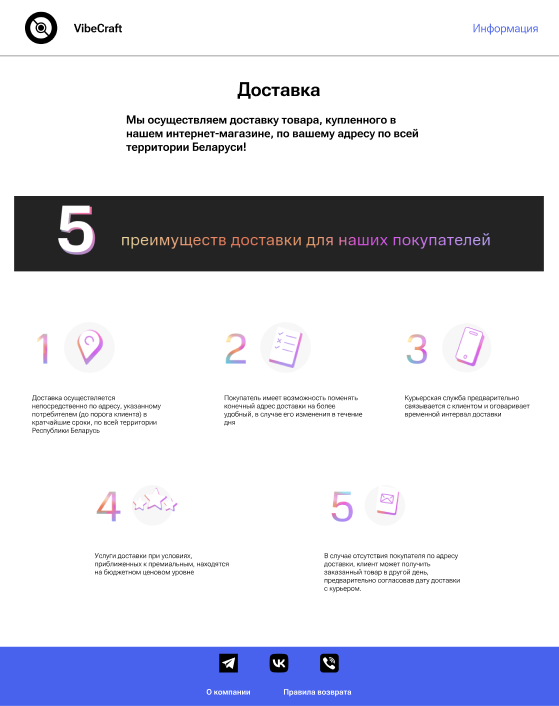 VibeCraft
Информация
Доставка
Мы осуществляем доставку товара, купленного в
нашем интернет-магазине, по вашему адресу по всей
территории Беларуси!
5 преимуществ доставки для наших покупателей
1
2
3
Доставка осуществляется
непосредственно по адресу, указанному
потребителем (до порога клиента) в
кратчайшие сроки, по всей территории
Республики Беларусь
Покупатель имеет возможность поменять
конечный адрес доставки на более
удобный, в случае его изменения в течение
дня
Курьерская служба предварительно
связывается с клиентом и оговаривает
временной интервал доставки
4
5
Услуги доставки при условиях,
приближенных к премиальным, находятся
на бюджетном ценовом уровне
В случае отсутствия покупателя по адресу
доставки, клиент может получить
заказанный товар в другой день,
предварительно согласовав дату доставки
с курьером.
О компании
Правила возврата